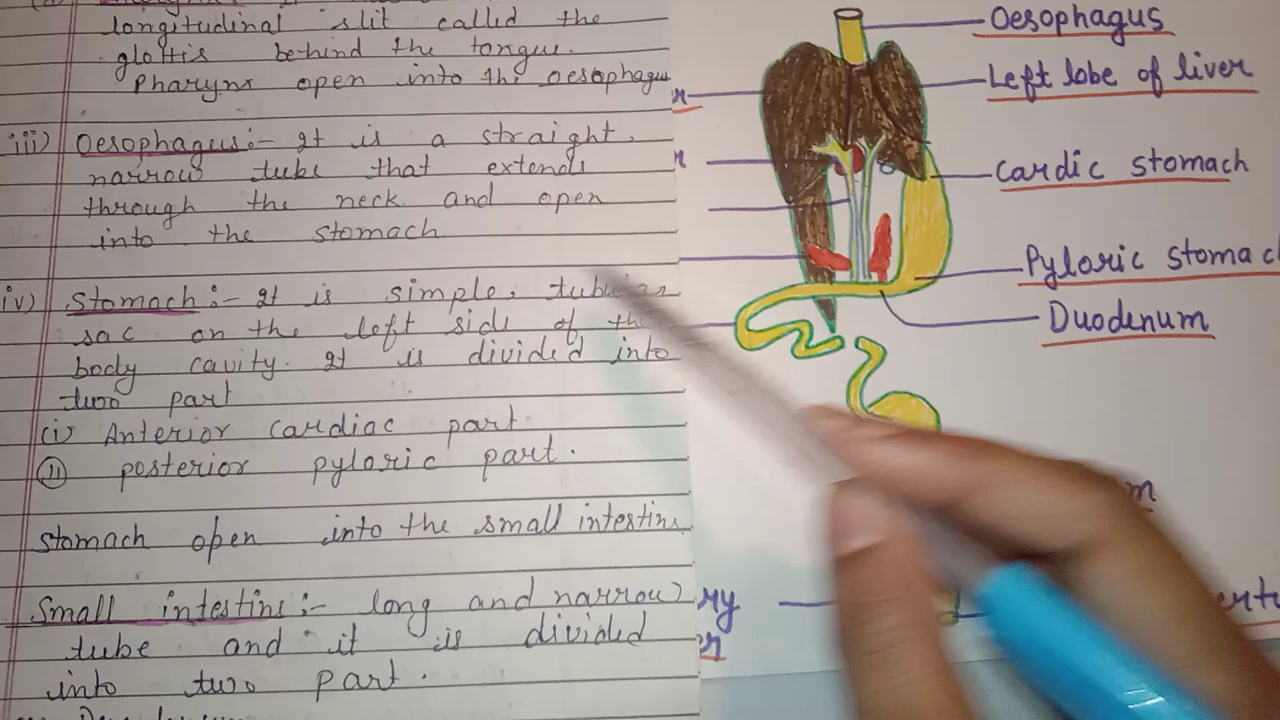 longitudinal slit called the
glottis behind the tongue.
Pharynx open into the oesophagus
iii) Oesophagus:- It is a straight,
narrow tube that extends
through the neck and open
into the stomach
iv) Stomach:- It is simple, tubular
sac on the left side of the
body cavity. It is divided into
two part
(i) Anterior cardiac part.
(ii) posterior pyloric part.
stomach open into the small intestins
Small intestins:- long and narrow
tube and it is divided
into two part.
Oesophagus
Left lobe of liver
Cardic stomach
Pyloric stomac
Duodenum